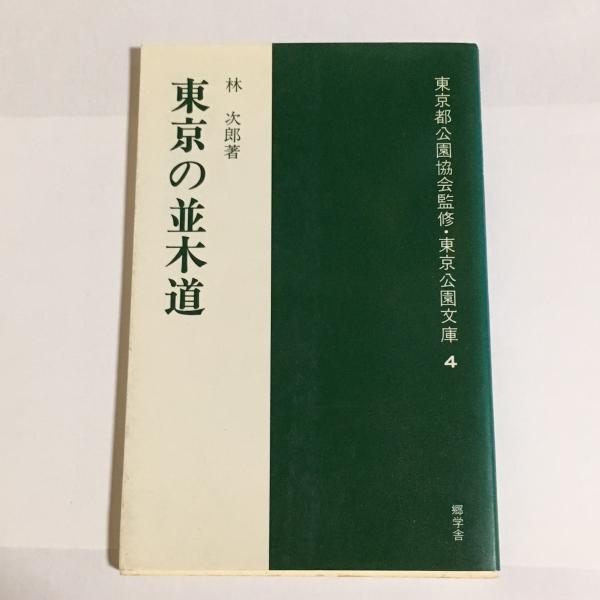 東京都公園協会監修・東京公園文庫 4
林 次郎著
東京の並木道
郷学舎